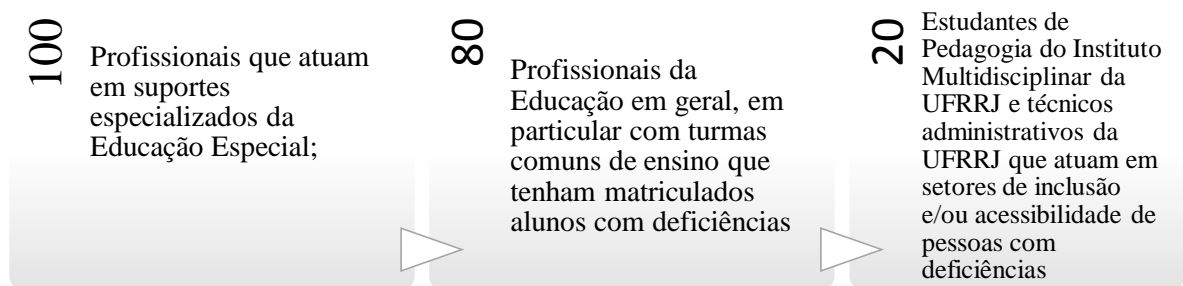 100
Profissionais que atuam
em suportes
especializados da
Educação Especial;
80
Profissionais da
Educação em geral, em
particular com turmas
comuns de ensino que
tenham matriculados
alunos com deficiências
20
Estudantes de
Pedagogia do Instituto
Multidisciplinar da
UFRRJ e técnicos
administrativos da
UFRRJ que atuam em
setores de inclusão
e/ou acessibilidade de
pessoas com
deficiências